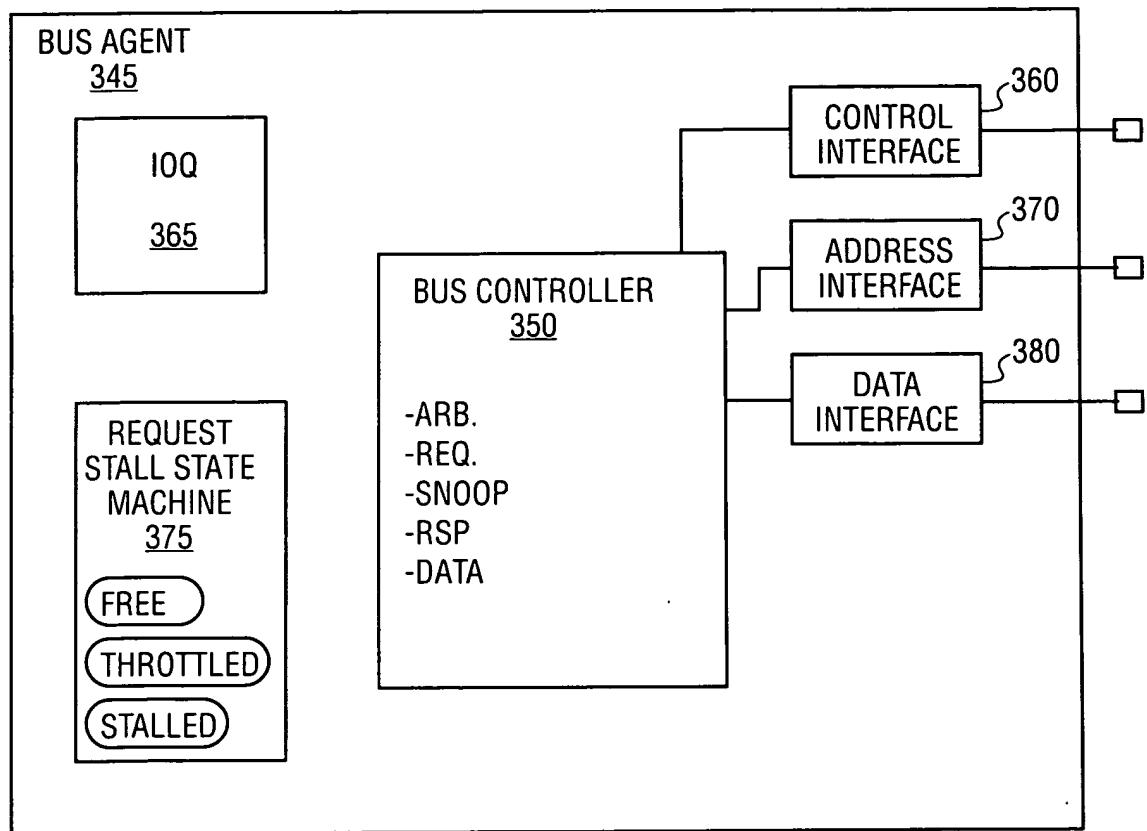 BUS AGENT
345
IOQ
365
REQUEST
STALL STATE
MACHINE
375
FREE
THROTTLED
STALLED
BUS CONTROLLER
350
-ARB.
-REQ.
-SNOOP
-RSP
-DATA
CONTROL
INTERFACE
360
ADDRESS
INTERFACE
370
DATA
INTERFACE
380